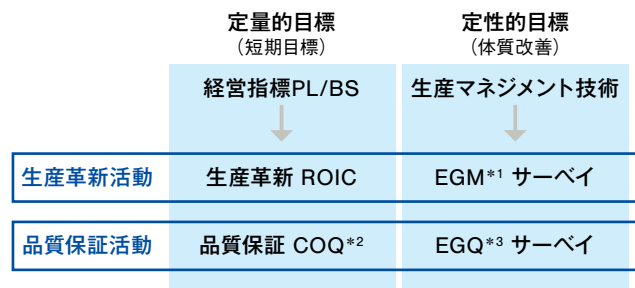 定量的目標 定性的目標
（短期目標） （体質改善）
経営指標PL/BS 生産マネジメント技術
生産革新活動 生産革新 ROIC EGM*1 サーベイ
品質保証活動 品質保証 COQ*2 EGQ*3 サーベイ